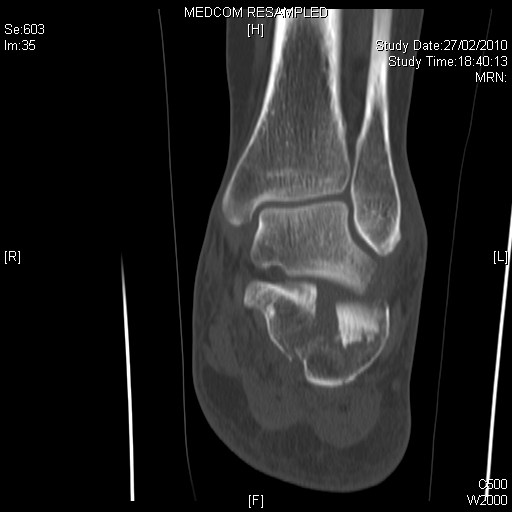 MEDCOM RESAMPLED
Se:603
[H]
Im:35
Study Date:27/02/2010
Study Time:18:40:13
MRN:
[R]
[L]
C500
[F]
W2000